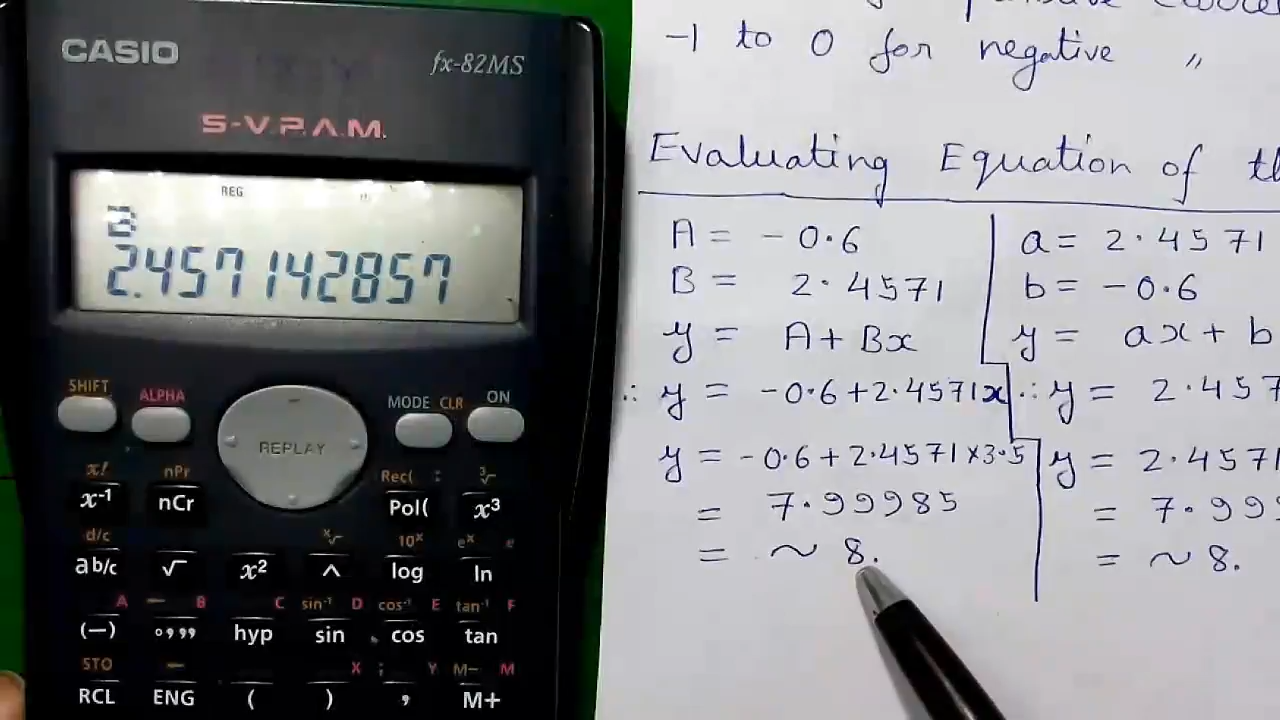 CASIO
fx-82MS
S-V.P.A.M.
REG
B
2.457142857
SHIFT
ALPHA
MODE CLR
ON
REPLAY
x!
nPr
Rec( :
³√
x⁻¹
nCr
Pol(
x³
d/c
ˣ√
10ˣ
eˣ e
ab/c
√
x²
^
log
ln
A
B
C
sin⁻¹ D
cos⁻¹ E
tan⁻¹ F
(−)
° ’ ”
hyp
sin
cos
tan
STO
X
; Y
M− M
RCL
ENG
(
)
,
M+
-1 to 0 for negative "
Evaluating Equation of
A = -0.6
B = 2.4571
y = A + Bx
∴ y = -0.6 + 2.4571x
y = -0.6 + 2.4571 × 3.5
= 7.99985
= ~ 8.
a = 2.4571
b = -0.6
y = ax + b
∴ y = 2.457
y = 2.4571
= 7.99
= ~ 8.